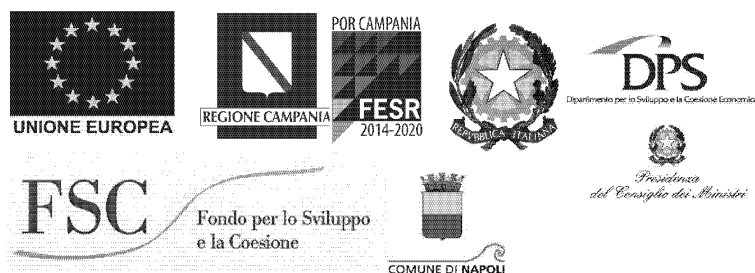 UNIONE EUROPEA
REGIONE CAMPANIA
POR CAMPANIA
FESR
2014-2020
REPVBBLICA ITALIANA
DPS
Dipartimento per lo Sviluppo e la Coesione Economica
Presidenza
del Consiglio dei Ministri
FSC
Fondo per lo Sviluppo
e la Coesione
COMUNE DI NAPOLI